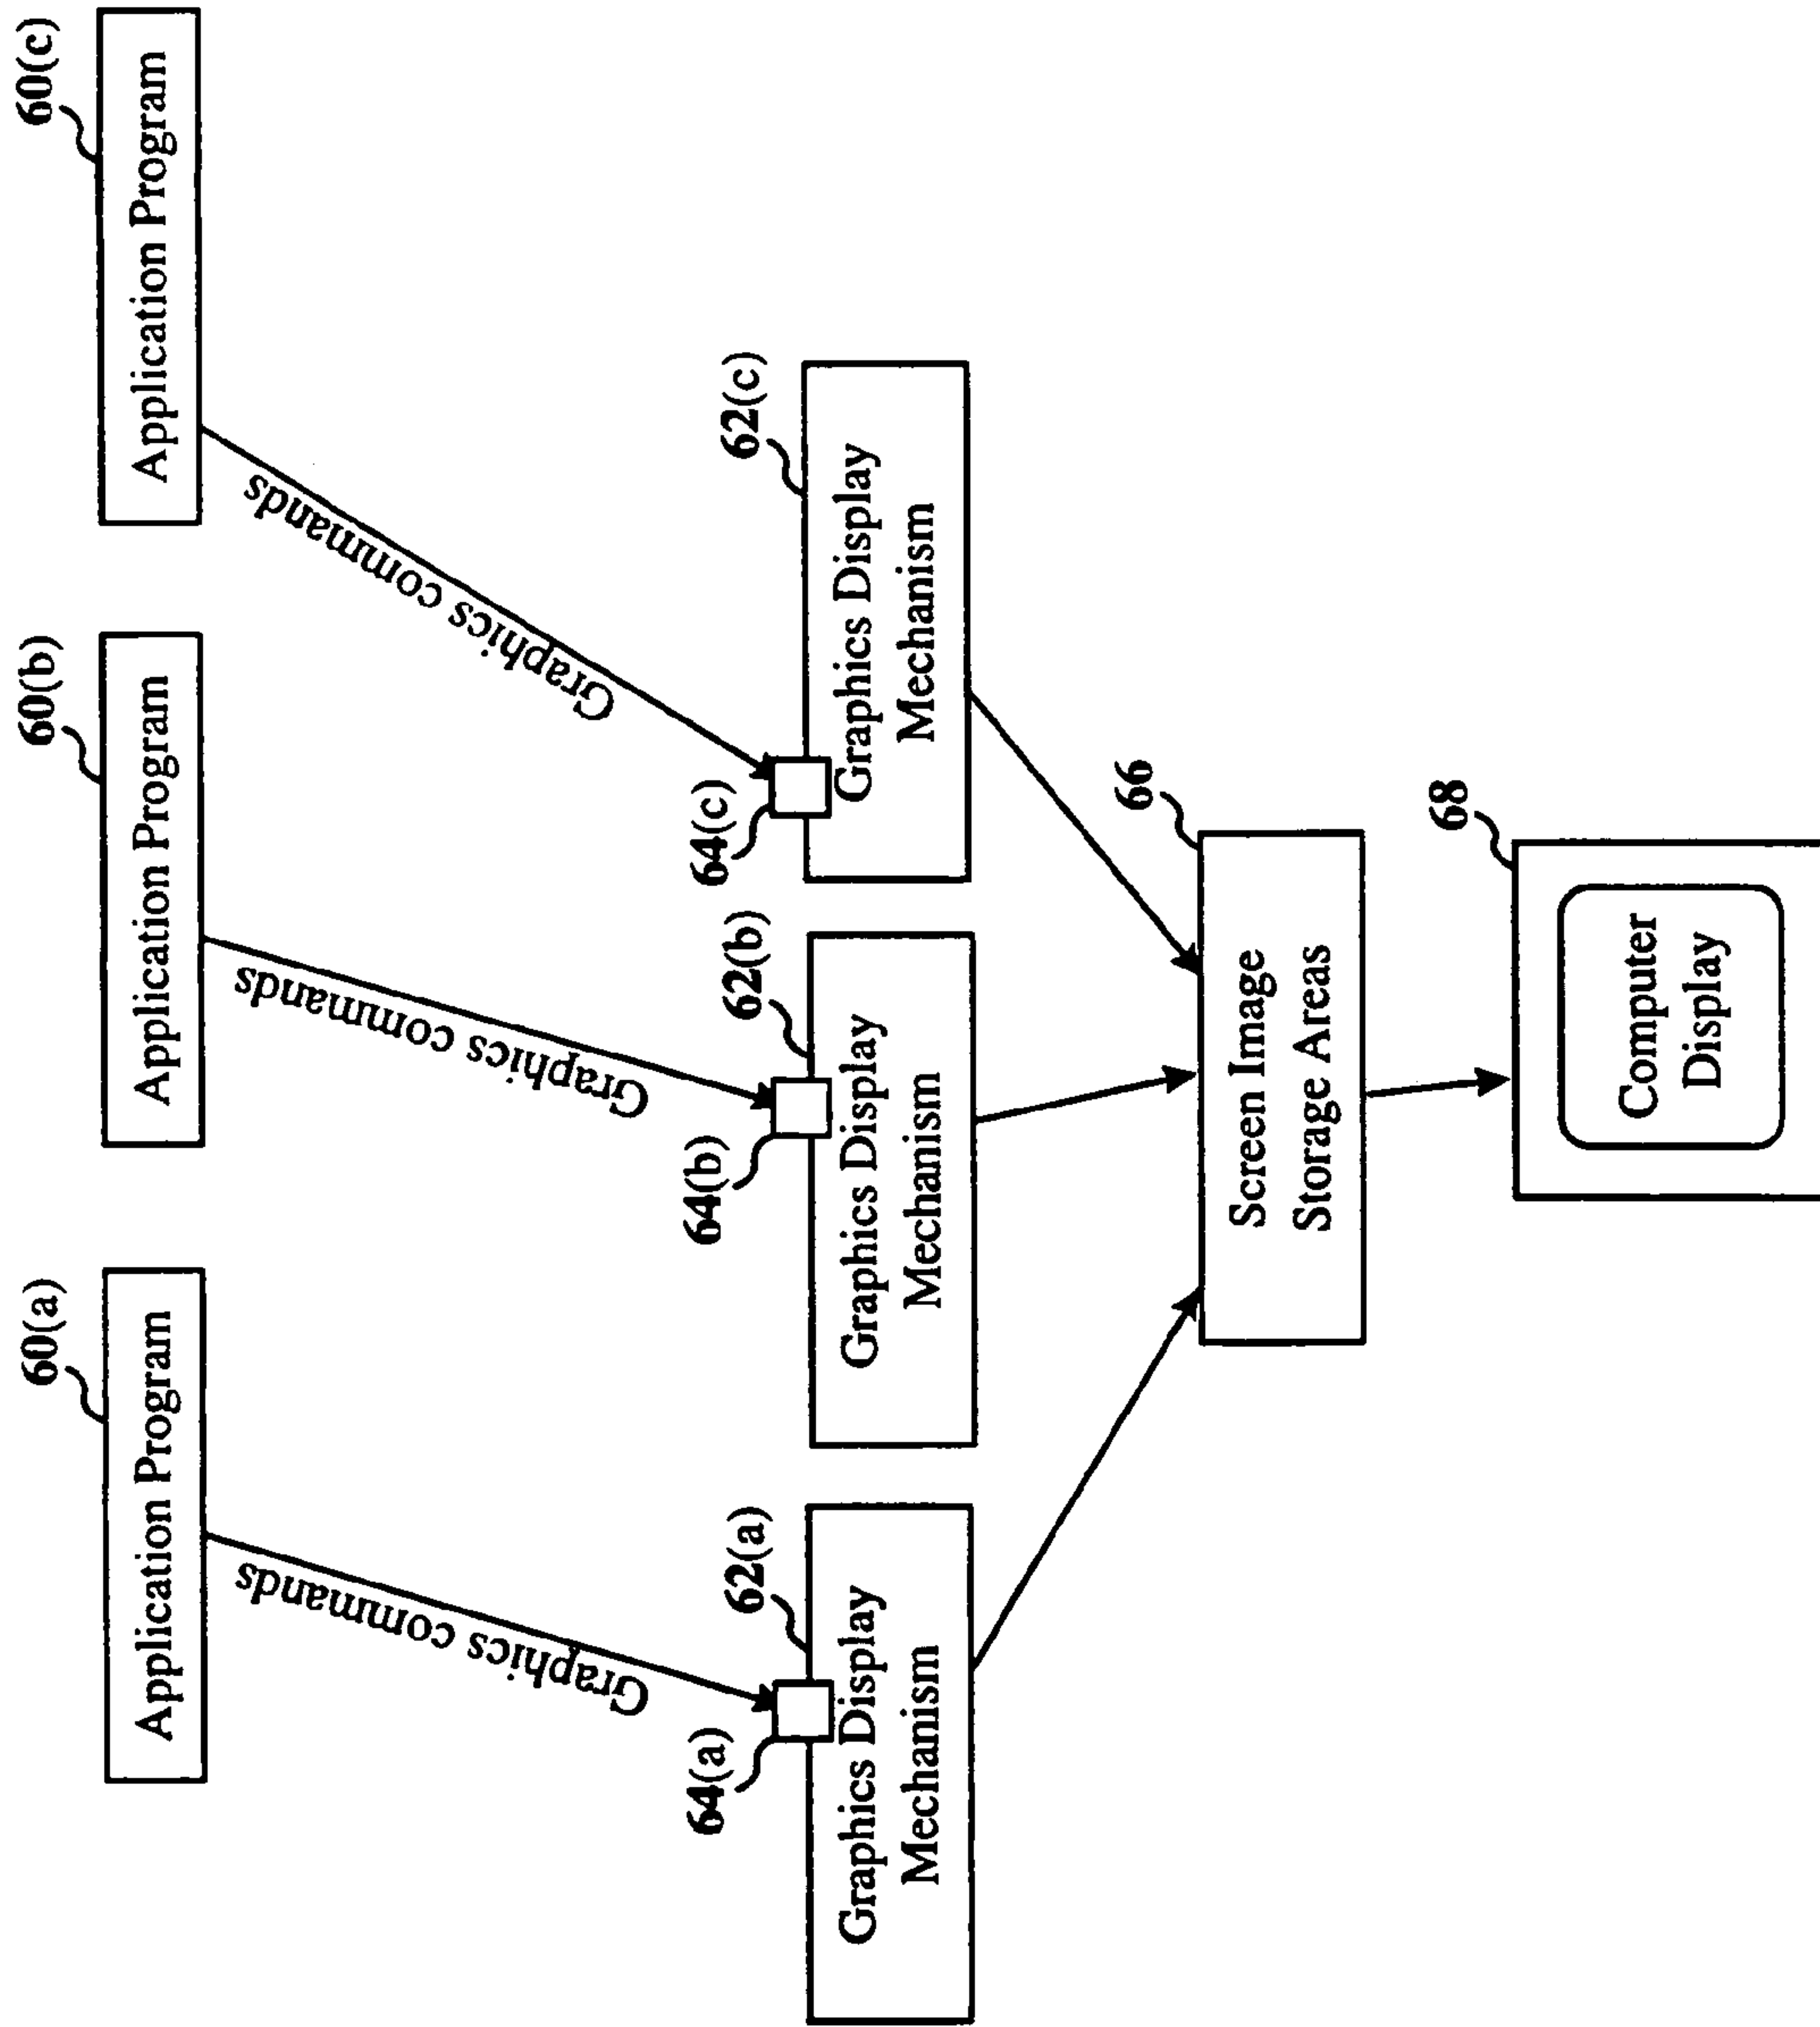 60(a)
60(b)
60(c)
Application Program
Application Program
Application Program
Graphics commands
Graphics commands
Graphics commands
64(a)
62(a)
64(b)
62(b)
64(c)
62(c)
Graphics Display
Mechanism
Graphics Display
Mechanism
Graphics Display
Mechanism
66
Screen Image
Storage Areas
68
Computer
Display